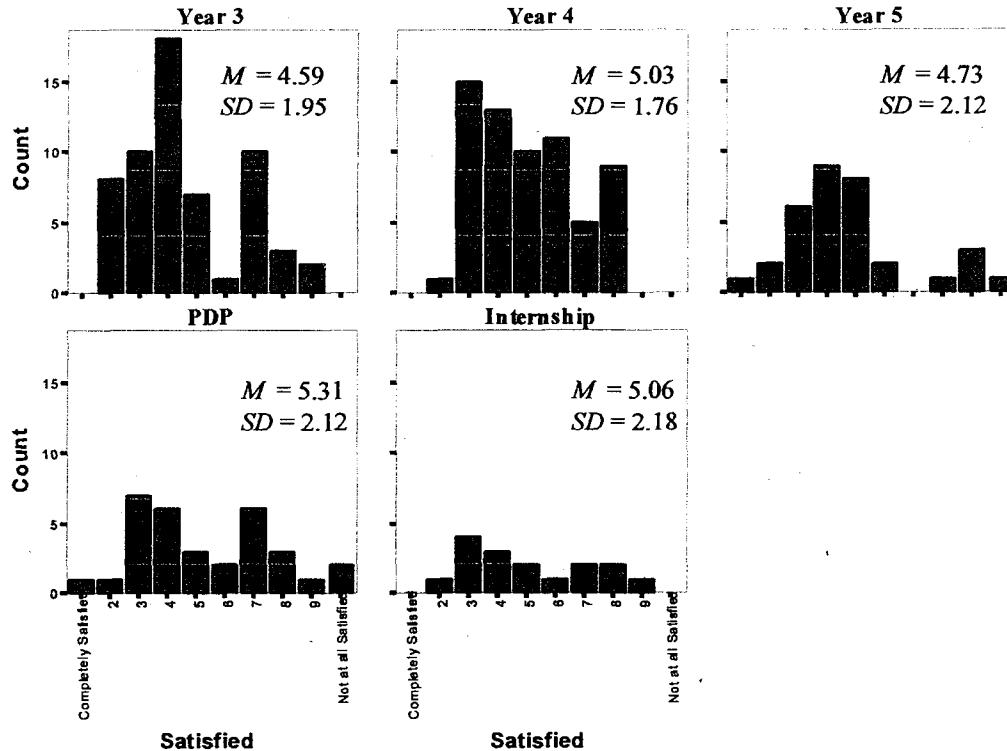 Year 3
Year 4
Year 5
M = 4.59
SD = 1.95
M = 5.03
SD = 1.76
M = 4.73
SD = 2.12
Count
15
10
5
0
PDP
Internship
M = 5.31
SD = 2.12
M = 5.06
SD = 2.18
Count
15
10
5
0
Completely Satisfied
2
3
4
5
6
7
8
9
Not at all Satisfied
Completely Satisfied
2
3
4
5
6
7
8
9
Not at all Satisfied
Satisfied
Satisfied